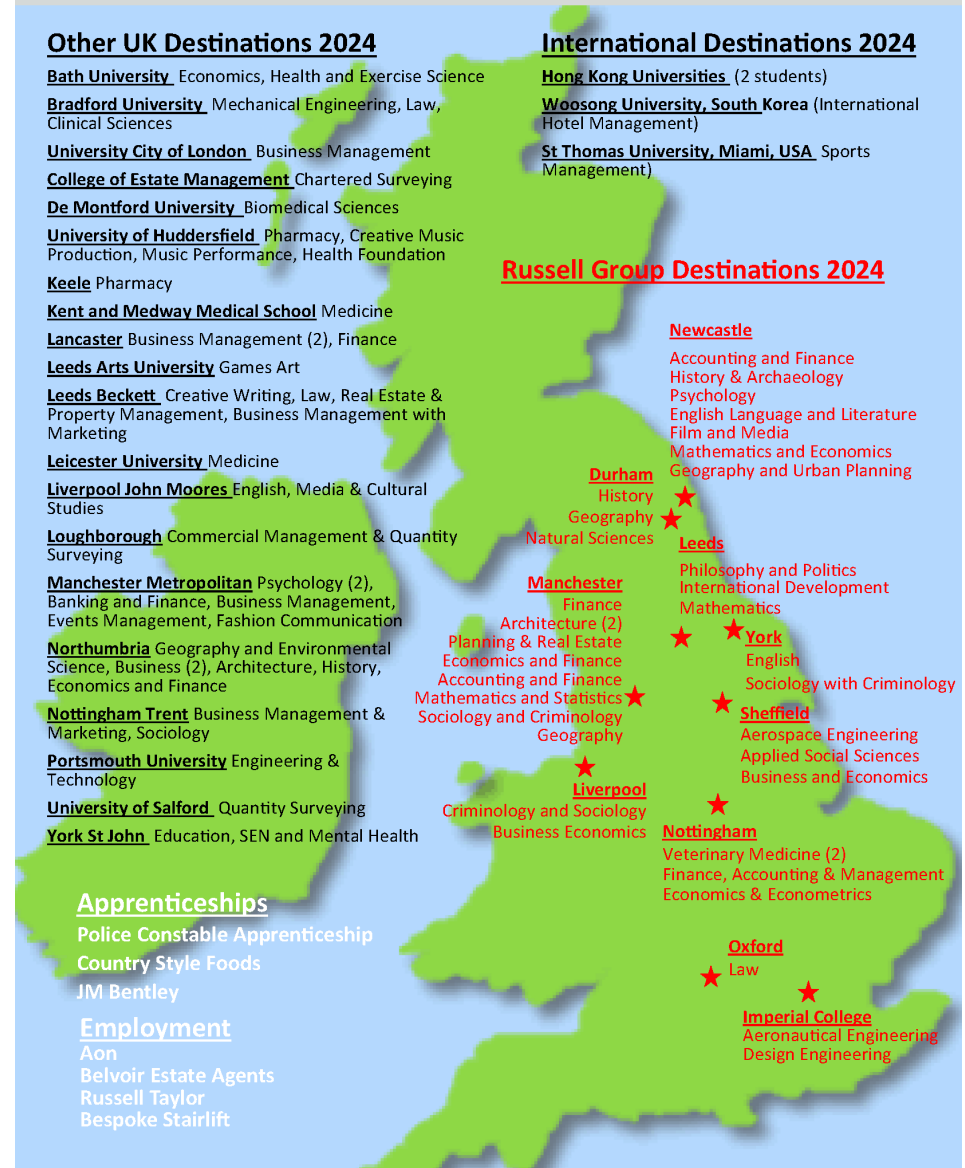 Other UK Destinations 2024
Bath University  Economics, Health and Exercise Science
Bradford University  Mechanical Engineering, Law,
Clinical Sciences
University City of London  Business Management
College of Estate Management Chartered Surveying
De Montford University  Biomedical Sciences
University of Huddersfield  Pharmacy, Creative Music
Production, Music Performance, Health Foundation
Keele Pharmacy
Kent and Medway Medical School Medicine
Lancaster Business Management (2), Finance
Leeds Arts University Games Art
Leeds Beckett  Creative Writing, Law, Real Estate &
Property Management, Business Management with
Marketing
Leicester University Medicine
Liverpool John Moores English, Media & Cultural
Studies
Loughborough Commercial Management & Quantity
Surveying
Manchester Metropolitan Psychology (2),
Banking and Finance, Business Management,
Events Management, Fashion Communication
Northumbria Geography and Environmental
Science, Business (2), Architecture, History,
Economics and Finance
Nottingham Trent Business Management &
Marketing, Sociology
Portsmouth University Engineering &
Technology
University of Salford  Quantity Surveying
York St John  Education, SEN and Mental Health
Apprenticeships
Police Constable Apprenticeship
Country Style Foods
JM Bentley
Employment
Aon
Belvoir Estate Agents
Russell Taylor
Bespoke Stairlift
International Destinations 2024
Hong Kong Universities  (2 students)
Woosong University, South Korea (International
Hotel Management)
St Thomas University, Miami, USA  Sports
Management)
Russell Group Destinations 2024
Newcastle
Accounting and Finance
History & Archaeology
Psychology
English Language and Literature
Film and Media
Mathematics and Economics
Geography and Urban Planning
Durham
History
Geography
Natural Sciences
Leeds
Philosophy and Politics
International Development
Mathematics
Manchester
Finance
Architecture (2)
Planning & Real Estate
Economics and Finance
Accounting and Finance
Mathematics and Statistics
Sociology and Criminology
Geography
York
English
Sociology with Criminology
Sheffield
Aerospace Engineering
Applied Social Sciences
Business and Economics
Liverpool
Criminology and Sociology
Business Economics
Nottingham
Veterinary Medicine (2)
Finance, Accounting & Management
Economics & Econometrics
Oxford
Law
Imperial College
Aeronautical Engineering
Design Engineering